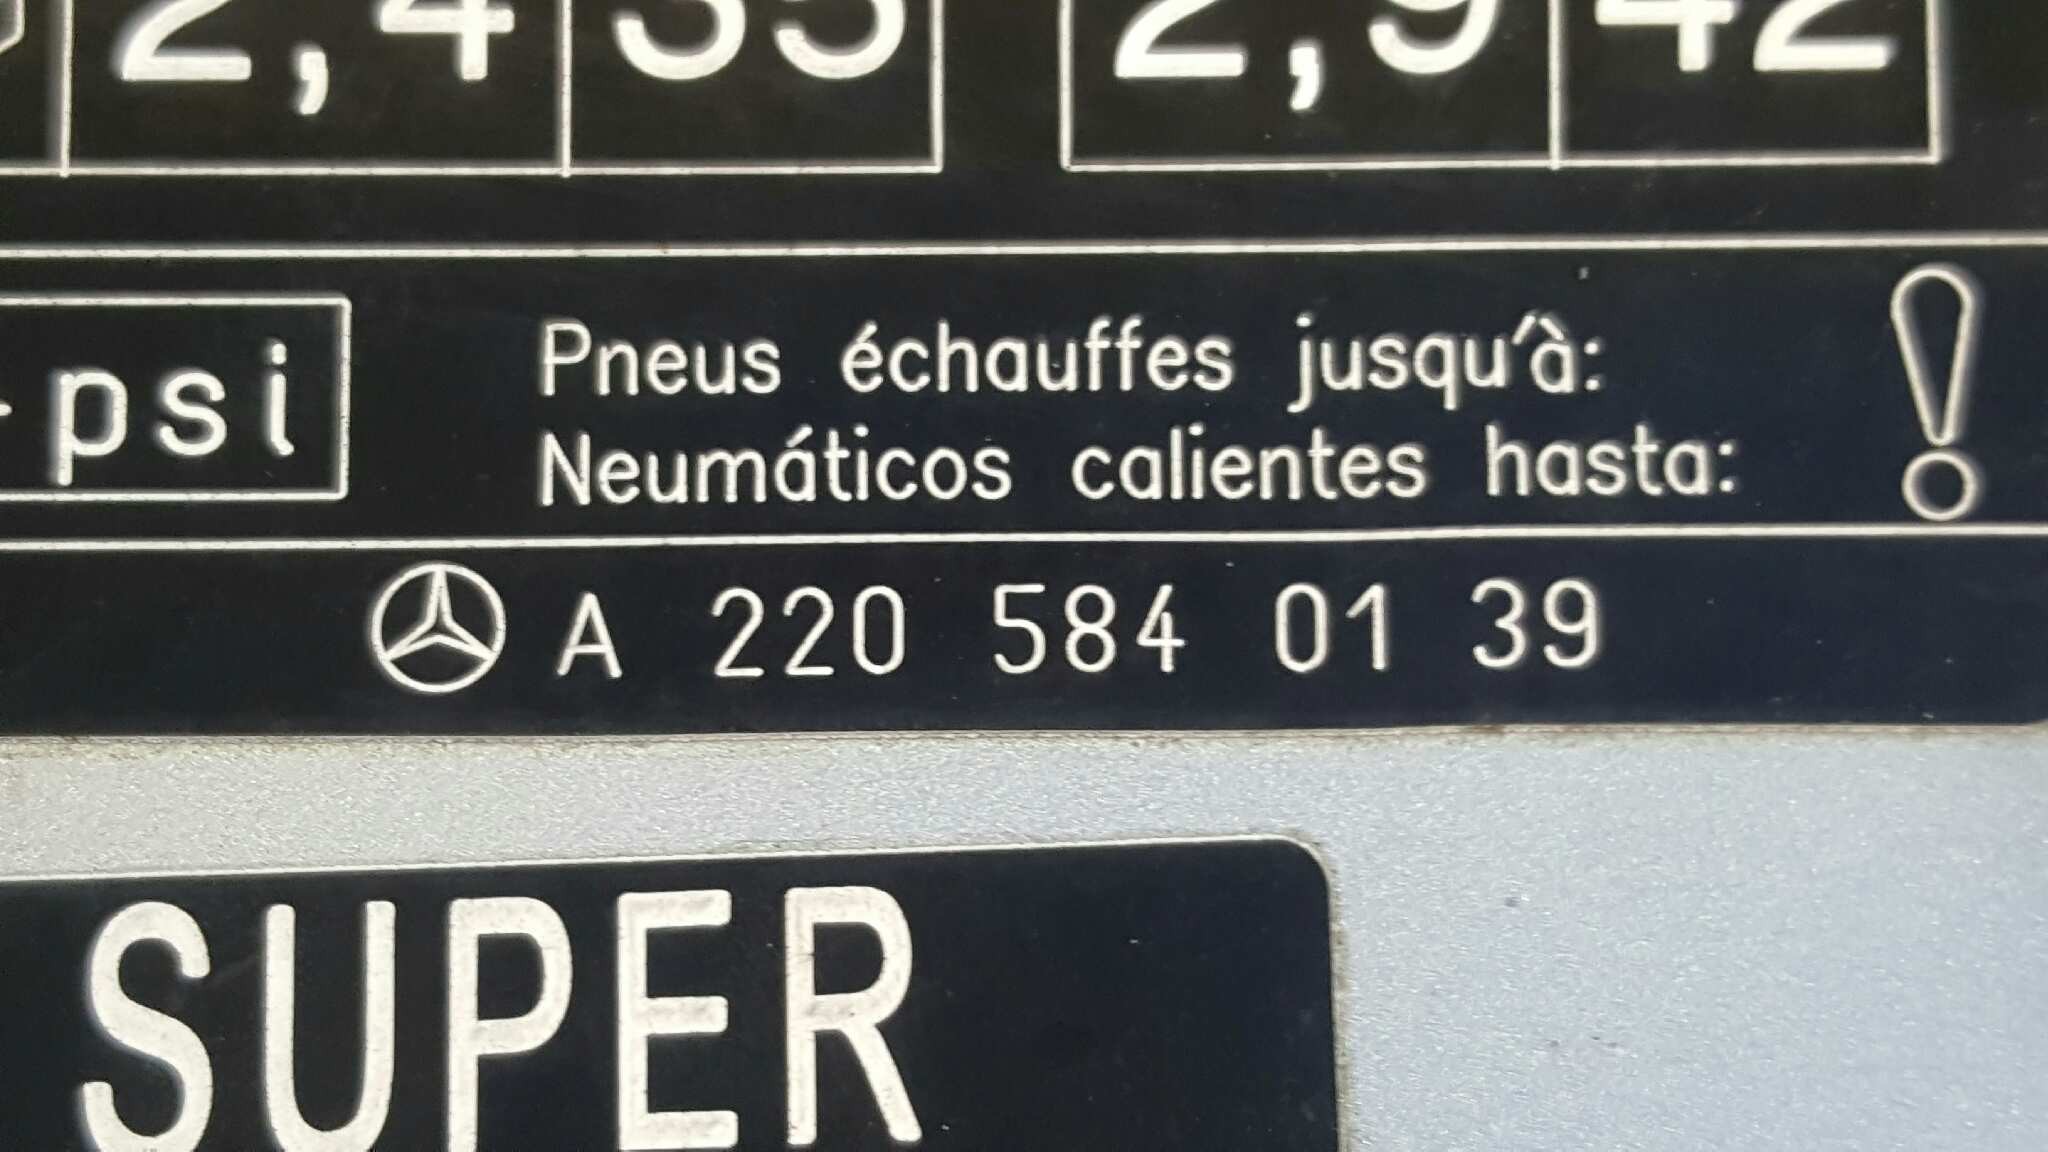 2,4 35 2,9 42
psi
Pneus échauffes jusqu'à:
Neumáticos calientes hasta:
!
A 220 584 01 39
SUPER